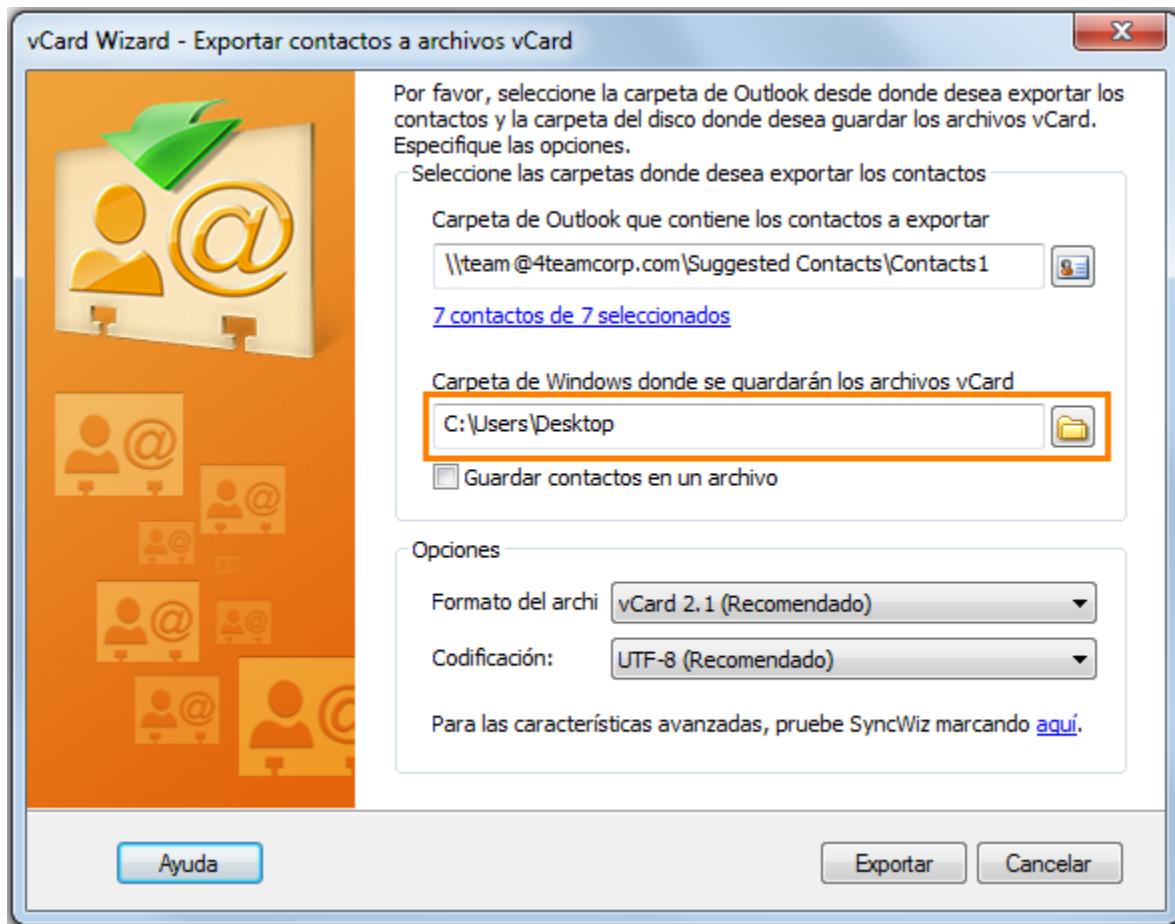 vCard Wizard - Exportar contactos a archivos vCard
Por favor, seleccione la carpeta de Outlook desde donde desea exportar los
contactos y la carpeta del disco donde desea guardar los archivos vCard.
Especifique las opciones.
Seleccione las carpetas donde desea exportar los contactos
Carpeta de Outlook que contiene los contactos a exportar
\\team@4teamcorp.com\Suggested Contacts\Contacts1
7 contactos de 7 seleccionados
Carpeta de Windows donde se guardarán los archivos vCard
C:\Users\Desktop
Guardar contactos en un archivo
Opciones
Formato del archi vCard 2.1 (Recomendado)
Codificación: UTF-8 (Recomendado)
Para las características avanzadas, pruebe SyncWiz marcando aquí.
Ayuda Exportar Cancelar